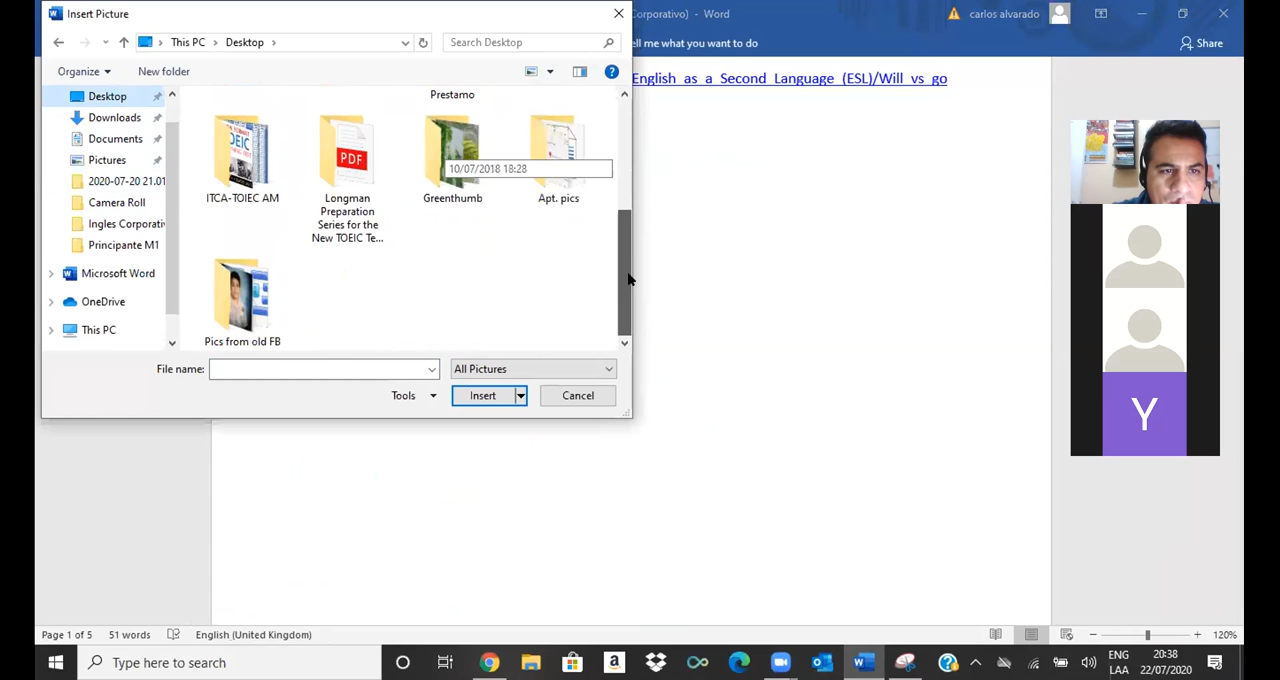 Insert Picture
Corporativo) - Word
carlos alvarado
This PC
Desktop
Search Desktop
ell me what you want to do
Share
Organize
New folder
English as a Second Language (ESL)/Will vs go
Desktop
Downloads
Documents
Pictures
2020-07-20 21.01
Camera Roll
Ingles Corporativ
Principante M1
Microsoft Word
OneDrive
This PC
Prestamo
10/07/2018 18:28
ITCA-TOIEC AM
Longman
Preparation
Series for the
New TOEIC Te...
Greenthumb
Apt. pics
Pics from old FB
PDF
File name:
All Pictures
Tools
Insert
Cancel
Y
Page 1 of 5
51 words
English (United Kingdom)
120%
Type here to search
ENG
LAA
20:38
22/07/2020